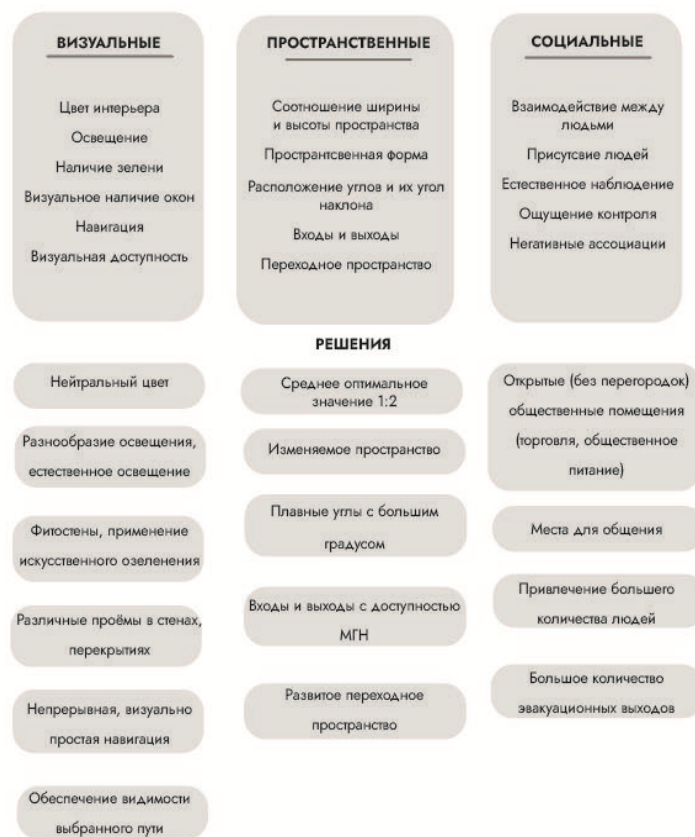 ВИЗУАЛЬНЫЕ
Цвет интерьера
Освещение
Наличие зелени
Визуальное наличие окон
Навигация
Визуальная доступность
ПРОСТРАНСТВЕННЫЕ
Соотношение ширины
и высоты пространства
Пространтсвенная форма
Расположение углов и их угол
наклона
Входы и выходы
Переходное пространство
СОЦИАЛЬНЫЕ
Взаимодействие между
людьми
Присутсвие людей
Естественное наблюдение
Ощущение контроля
Негативные ассоциации
РЕШЕНИЯ
Нейтральный цвет
Разнообразие освещения,
естественное освещение
Фитостены, применение
искусственного озеленения
Различные проёмы в стенах,
перекрытиях
Непрерывная, визуально
простая навигация
Обеспечение видимости
выбранного пути
Среднее оптимальное
значение 1:2
Изменяемое пространство
Плавные углы с большим
градусом
Входы и выходы с доступностью
МГН
Развитое переходное
пространство
Открытые (без перегородок)
общественные помещения
(торговля, общественное
питание)
Места для общения
Привлечение большего
количества людей
Большое количество
эвакуационных выходов